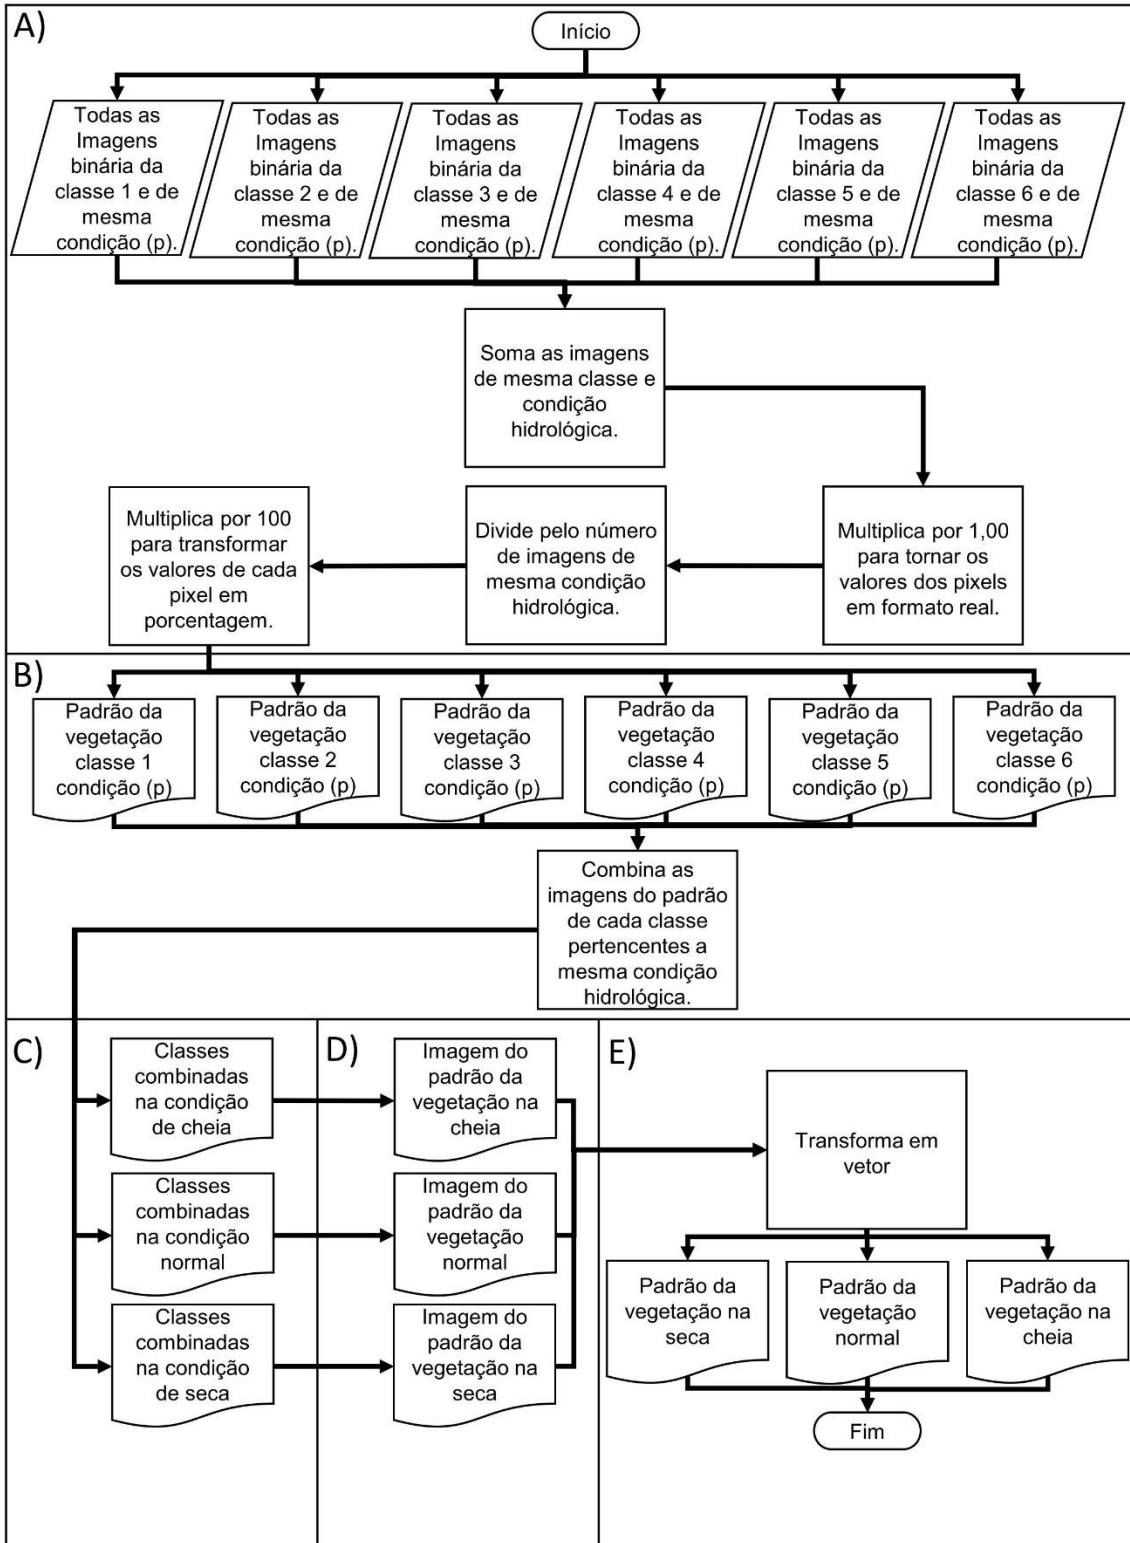 A)
Início
Todas as
Imagens
binária da
classe 1 e de
mesma
condição (p).
Todas as
Imagens
binária da
classe 2 e de
mesma
condição (p).
Todas as
Imagens
binária da
classe 3 e de
mesma
condição (p).
Todas as
Imagens
binária da
classe 4 e de
mesma
condição (p).
Todas as
Imagens
binária da
classe 5 e de
mesma
condição (p).
Todas as
Imagens
binária da
classe 6 e de
mesma
condição (p).
Soma as imagens
de mesma classe e
condição
hidrológica.
Multiplica por 1,00
para tornar os
valores dos pixels
em formato real.
Divide pelo número
de imagens de
mesma condição
hidrológica.
Multiplica por 100
para transformar
os valores de cada
pixel em
porcentagem.
B)
Padrão da
vegetação
classe 1
condição (p)
Padrão da
vegetação
classe 2
condição (p)
Padrão da
vegetação
classe 3
condição (p)
Padrão da
vegetação
classe 4
condição (p)
Padrão da
vegetação
classe 5
condição (p)
Padrão da
vegetação
classe 6
condição (p)
Combina as
imagens do padrão
de cada classe
pertencentes a
mesma condição
hidrológica.
C)
Classes
combinadas
na condição
de cheia
Classes
combinadas
na condição
normal
Classes
combinadas
na condição
de seca
D)
Imagem do
padrão da
vegetação na
cheia
Imagem do
padrão da
vegetação
normal
Imagem do
padrão da
vegetação na
seca
E)
Transforma em
vetor
Padrão da
vegetação na
seca
Padrão da
vegetação
normal
Padrão da
vegetação na
cheia
Fim